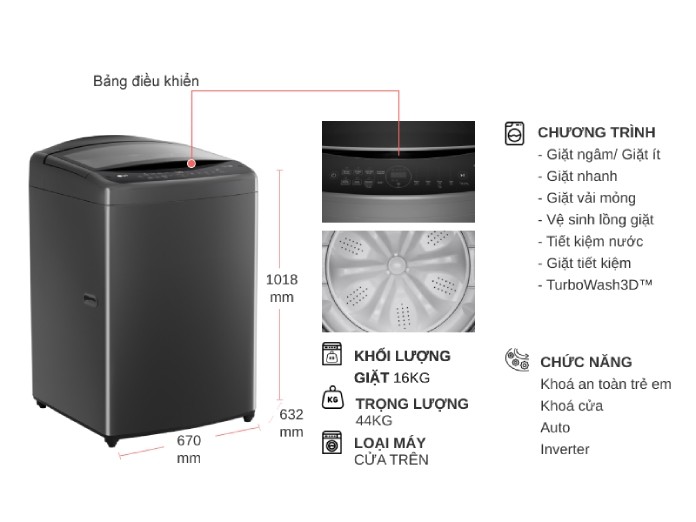 Bảng điều khiển
1018
mm
632
mm
670
mm
KHỐI LƯỢNG
GIẶT 16KG
KG
TRỌNG LƯỢNG
44KG
LOẠI MÁY
CỬA TRÊN
CHƯƠNG TRÌNH
- Giặt ngâm/ Giặt ít
- Giặt nhanh
- Giặt vải mỏng
- Vệ sinh lồng giặt
- Tiết kiệm nước
- Giặt tiết kiệm
- TurboWash3D™
CHỨC NĂNG
Khoá an toàn trẻ em
Khoá cửa
Auto
Inverter